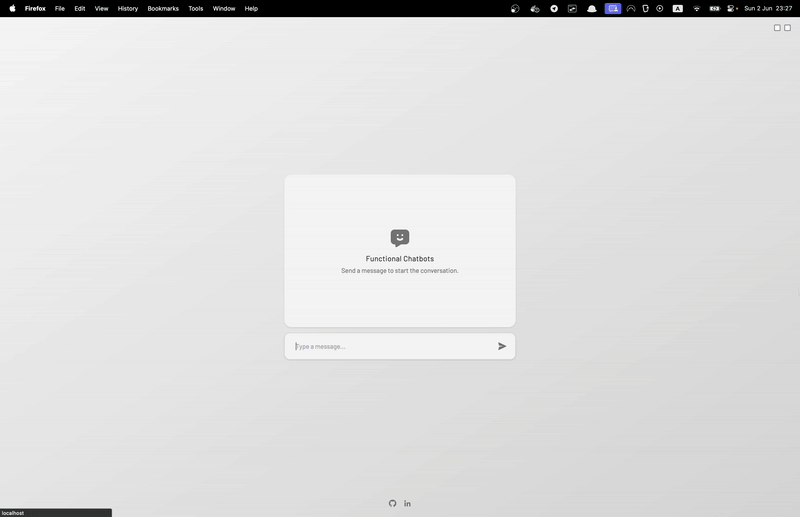 Firefox File Edit View History Bookmarks Tools Window Help A Sun 2 Jun 23:27
Functional Chatbots
Send a message to start the conversation.
Type a message...
in
localhost